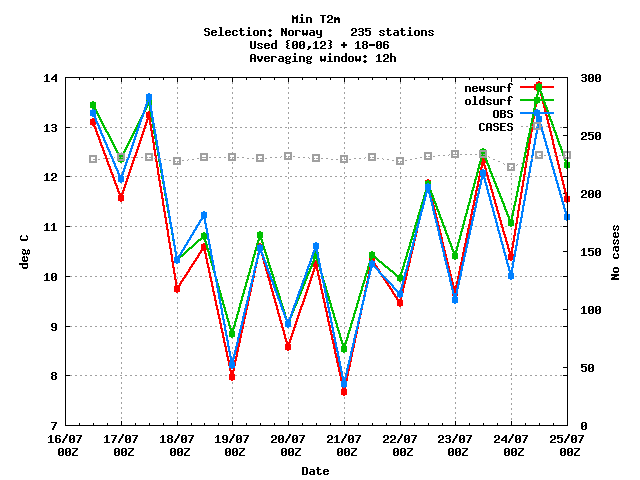 Min T2m
Selection: Norway    235 stations
Used {00,12} + 18-06
Averaging window: 12h
newsurf
oldsurf
OBS
CASES
14
13
12
11
10
9
8
7
300
250
200
150
100
50
0
deg C
No cases
16/07 17/07 18/07 19/07 20/07 21/07 22/07 23/07 24/07 25/07
00Z 00Z 00Z 00Z 00Z 00Z 00Z 00Z 00Z 00Z
Date